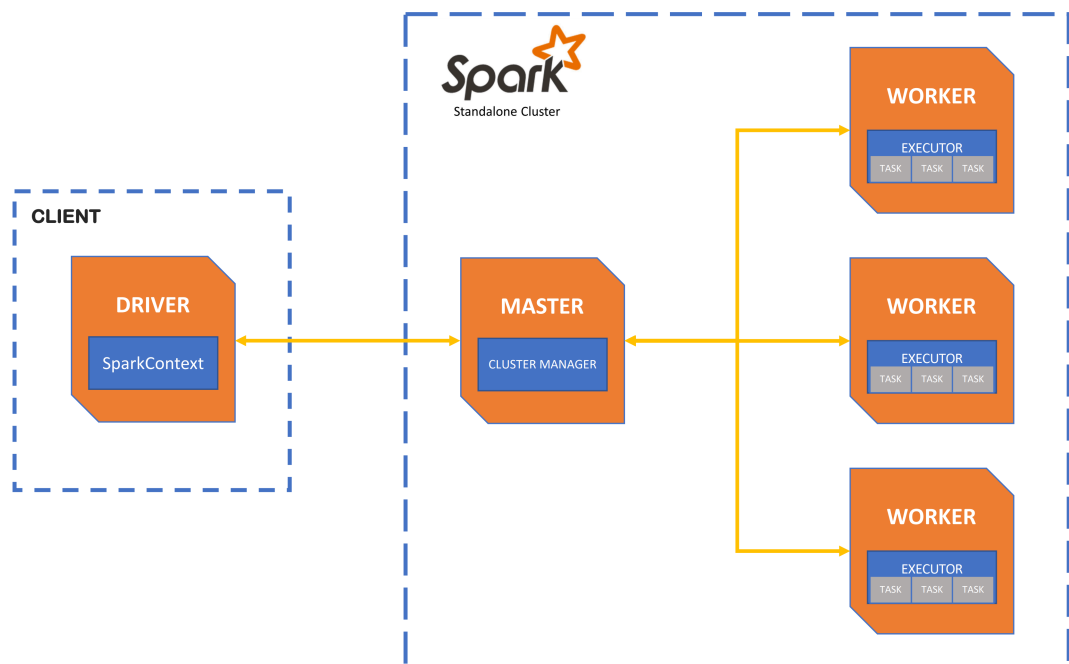 Spark
Standalone Cluster
CLIENT
DRIVER
SparkContext
MASTER
CLUSTER MANAGER
WORKER
EXECUTOR
TASK TASK TASK
WORKER
EXECUTOR
TASK TASK TASK
WORKER
EXECUTOR
TASK TASK TASK